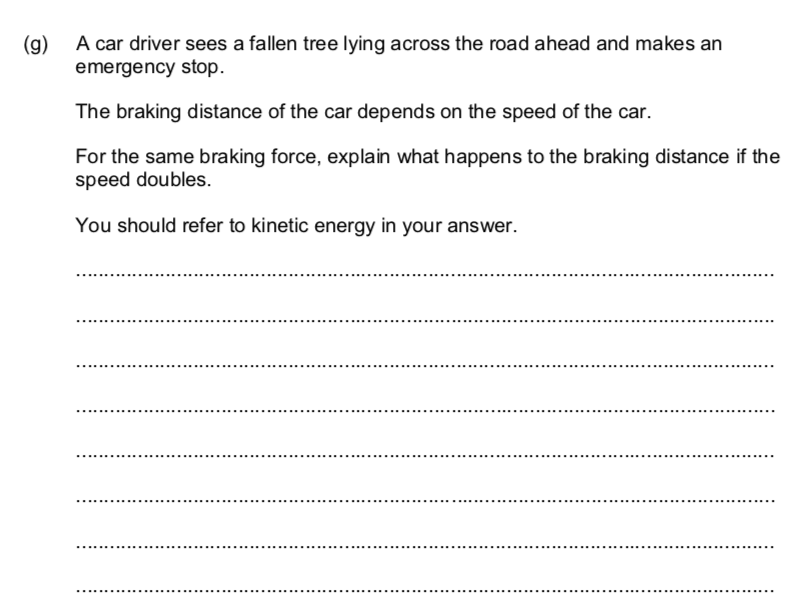 (g) A car driver sees a fallen tree lying across the road ahead and makes an
emergency stop.
The braking distance of the car depends on the speed of the car.
For the same braking force, explain what happens to the braking distance if the
speed doubles.
You should refer to kinetic energy in your answer.